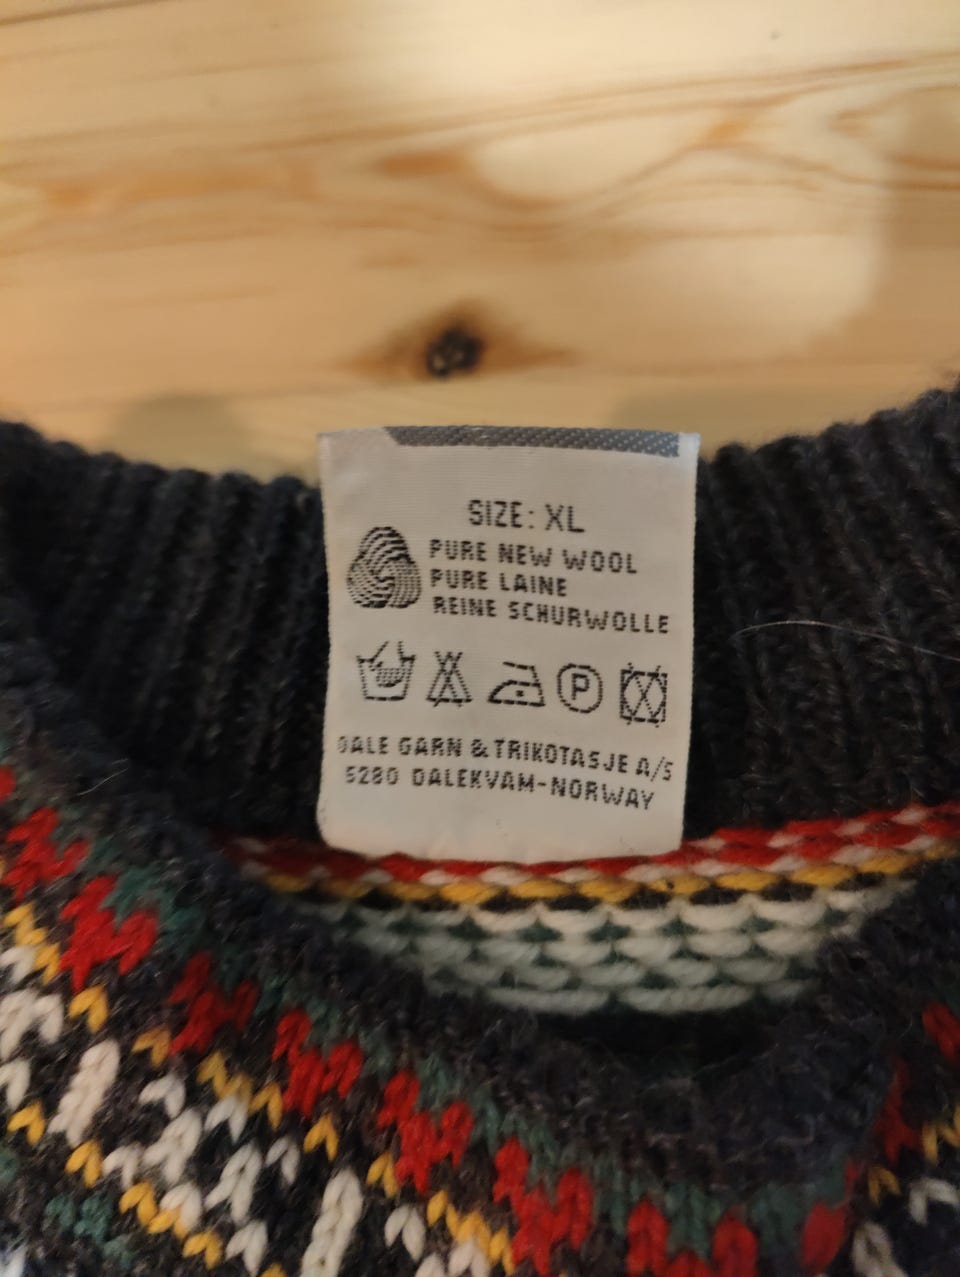 SIZE: XL
PURE NEW WOOL
PURE LAINE
REINE SCHURWOLLE
P
DALE GARN & TRIKOTASJE A/S
5280 DALEKVAM-NORWAY